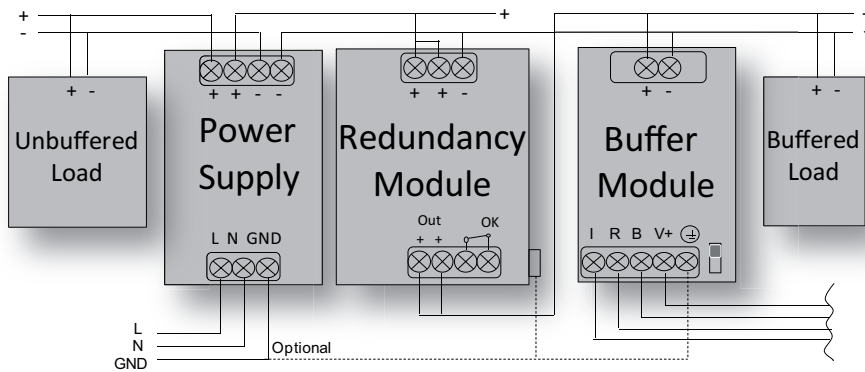 + + +
-
+ + - - + + - + -
+ - + - + -
Unbuffered
Load
Power
Supply
Redundancy
Module
Buffer
Module
Buffered
Load
L N GND
Out OK
+ +
I R B V+
L
N
GND
Optional